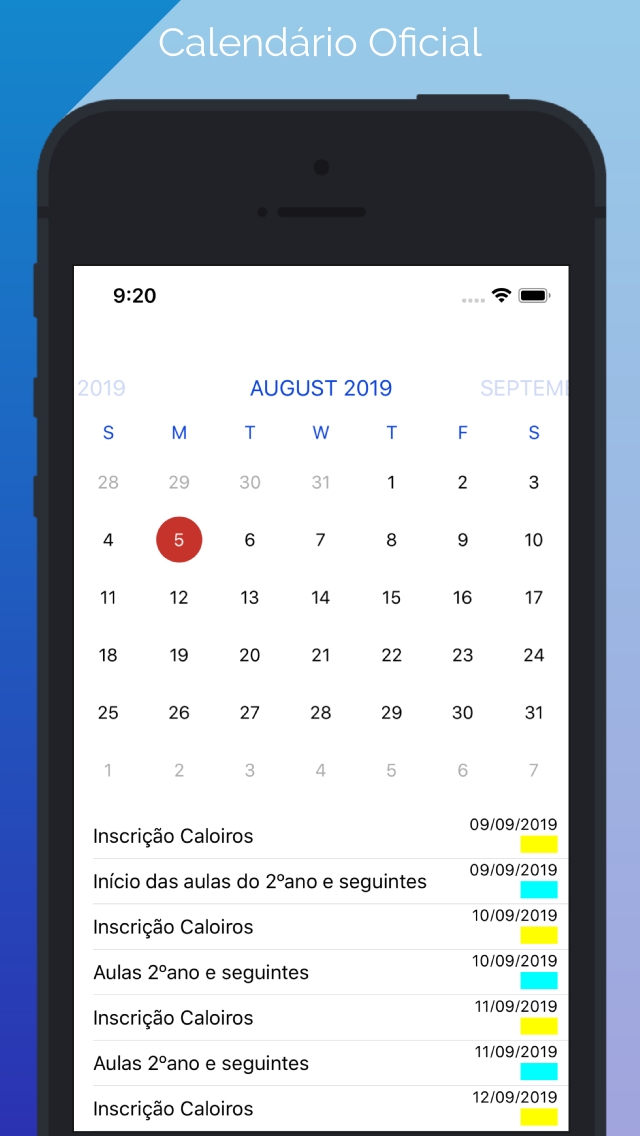 Calendário Oficial
9:20
2019 AUGUST 2019 SEPTEME
S M T W T F S
28 29 30 31 1 2 3
4 5 6 7 8 9 10
11 12 13 14 15 16 17
18 19 20 21 22 23 24
25 26 27 28 29 30 31
1 2 3 4 5 6 7
Inscrição Caloiros 09/09/2019
Início das aulas do 2ºano e seguintes 09/09/2019
Inscrição Caloiros 10/09/2019
Aulas 2ºano e seguintes 10/09/2019
Inscrição Caloiros 11/09/2019
Aulas 2ºano e seguintes 11/09/2019
Inscrição Caloiros 12/09/2019